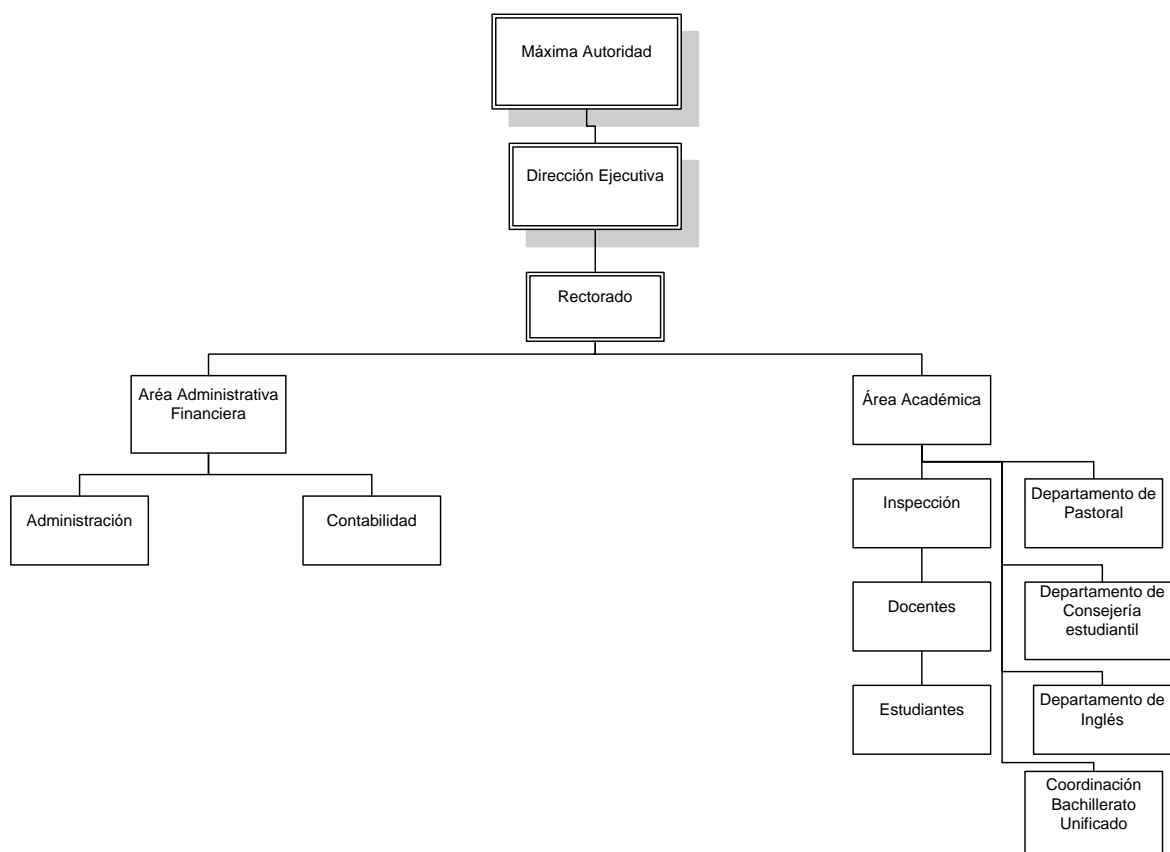 Máxima Autoridad
Dirección Ejecutiva
Rectorado
Aréa Administrativa
Financiera
Área Académica
Administración
Contabilidad
Inspección
Departamento de
Pastoral
Docentes
Departamento de
Consejería
estudiantil
Estudiantes
Departamento de
Inglés
Coordinación
Bachillerato
Unificado